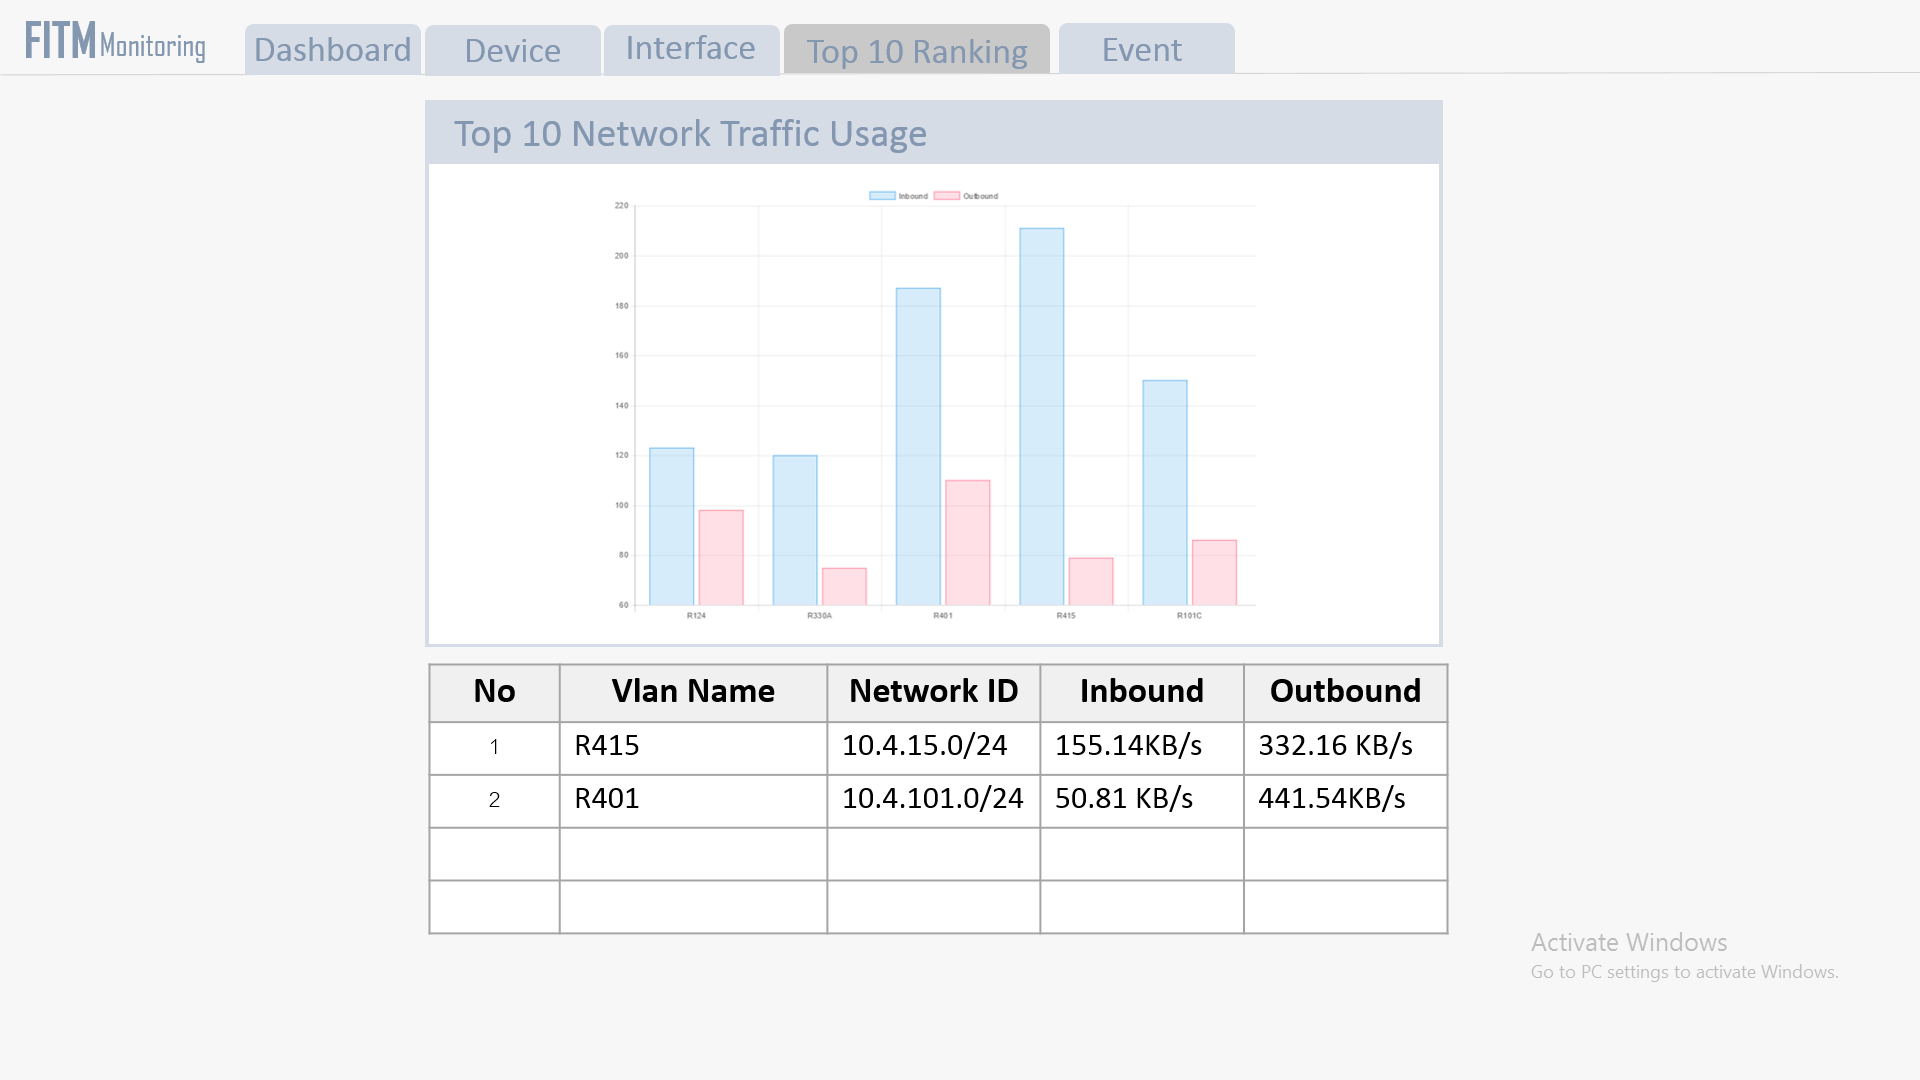 FITM Monitoring
Dashboard Device Interface Top 10 Ranking Event
Top 10 Network Traffic Usage
Inbound Outbound
220
200
180
160
140
120
100
80
60
R124 R330A R401 R415 R101C
No Vlan Name Network ID Inbound Outbound
1 R415 10.4.15.0/24 155.14KB/s 332.16 KB/s
2 R401 10.4.101.0/24 50.81 KB/s 441.54KB/s
Activate Windows
Go to PC settings to activate Windows.